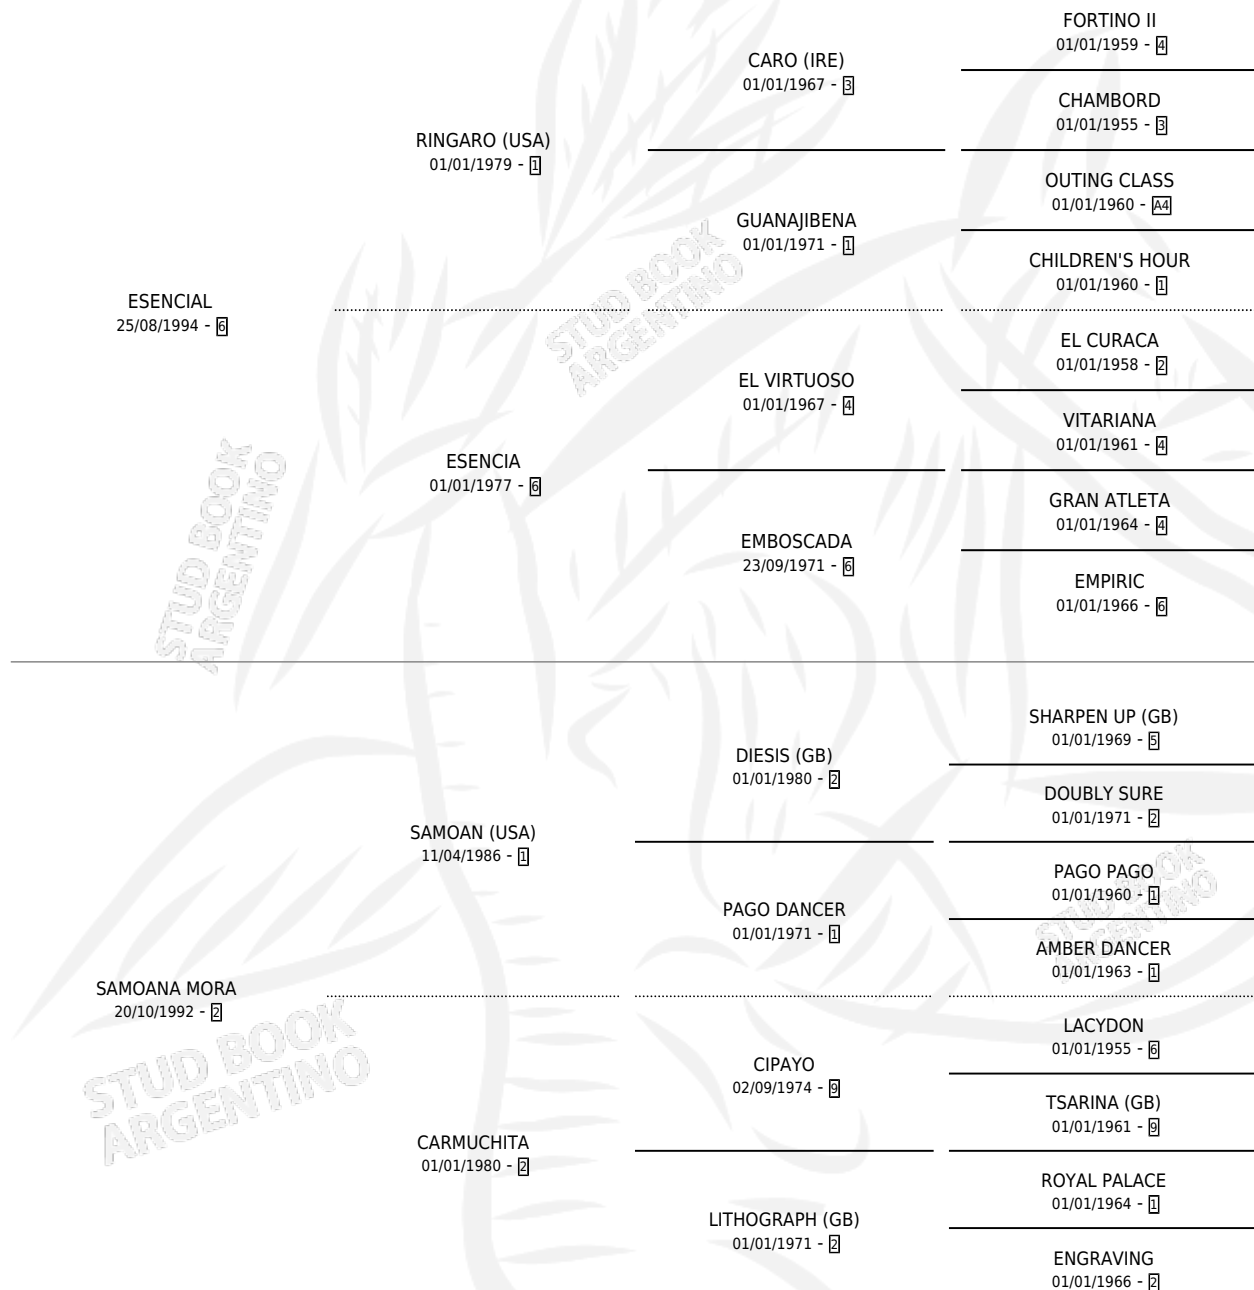 FORTINO II
01/01/1959 - 4
CARO (IRE)
01/01/1967 - 3
CHAMBORD
01/01/1955 - 3
RINGARO (USA)
01/01/1979 - 1
OUTING CLASS
01/01/1960 - A4
GUANAJIBENA
01/01/1971 - 1
CHILDREN'S HOUR
01/01/1960 - 1
ESENCIAL
25/08/1994 - 6
EL CURACA
01/01/1958 - 2
EL VIRTUOSO
01/01/1967 - 4
VITARIANA
01/01/1961 - 4
ESENCIA
01/01/1977 - 6
GRAN ATLETA
01/01/1964 - 4
EMBOSCADA
23/09/1971 - 6
EMPIRIC
01/01/1966 - 6
STUD BOOK
ARGENTINO
STUD BOOK
ARGENTINO
SHARPEN UP (GB)
01/01/1969 - 5
DIESIS (GB)
01/01/1980 - 2
DOUBLY SURE
01/01/1971 - 2
SAMOAN (USA)
11/04/1986 - 1
PAGO PAGO
01/01/1960 - 1
PAGO DANCER
01/01/1971 - 1
AMBER DANCER
01/01/1963 - 1
SAMOANA MORA
20/10/1992 - 2
LACYDON
01/01/1955 - 6
CIPAYO
02/09/1974 - 9
TSARINA (GB)
01/01/1961 - 9
CARMUCHITA
01/01/1980 - 2
ROYAL PALACE
01/01/1964 - 1
LITHOGRAPH (GB)
01/01/1971 - 2
ENGRAVING
01/01/1966 - 2
STUD BOOK
ARGENTINO
STUD BOOK
ARGENTINO